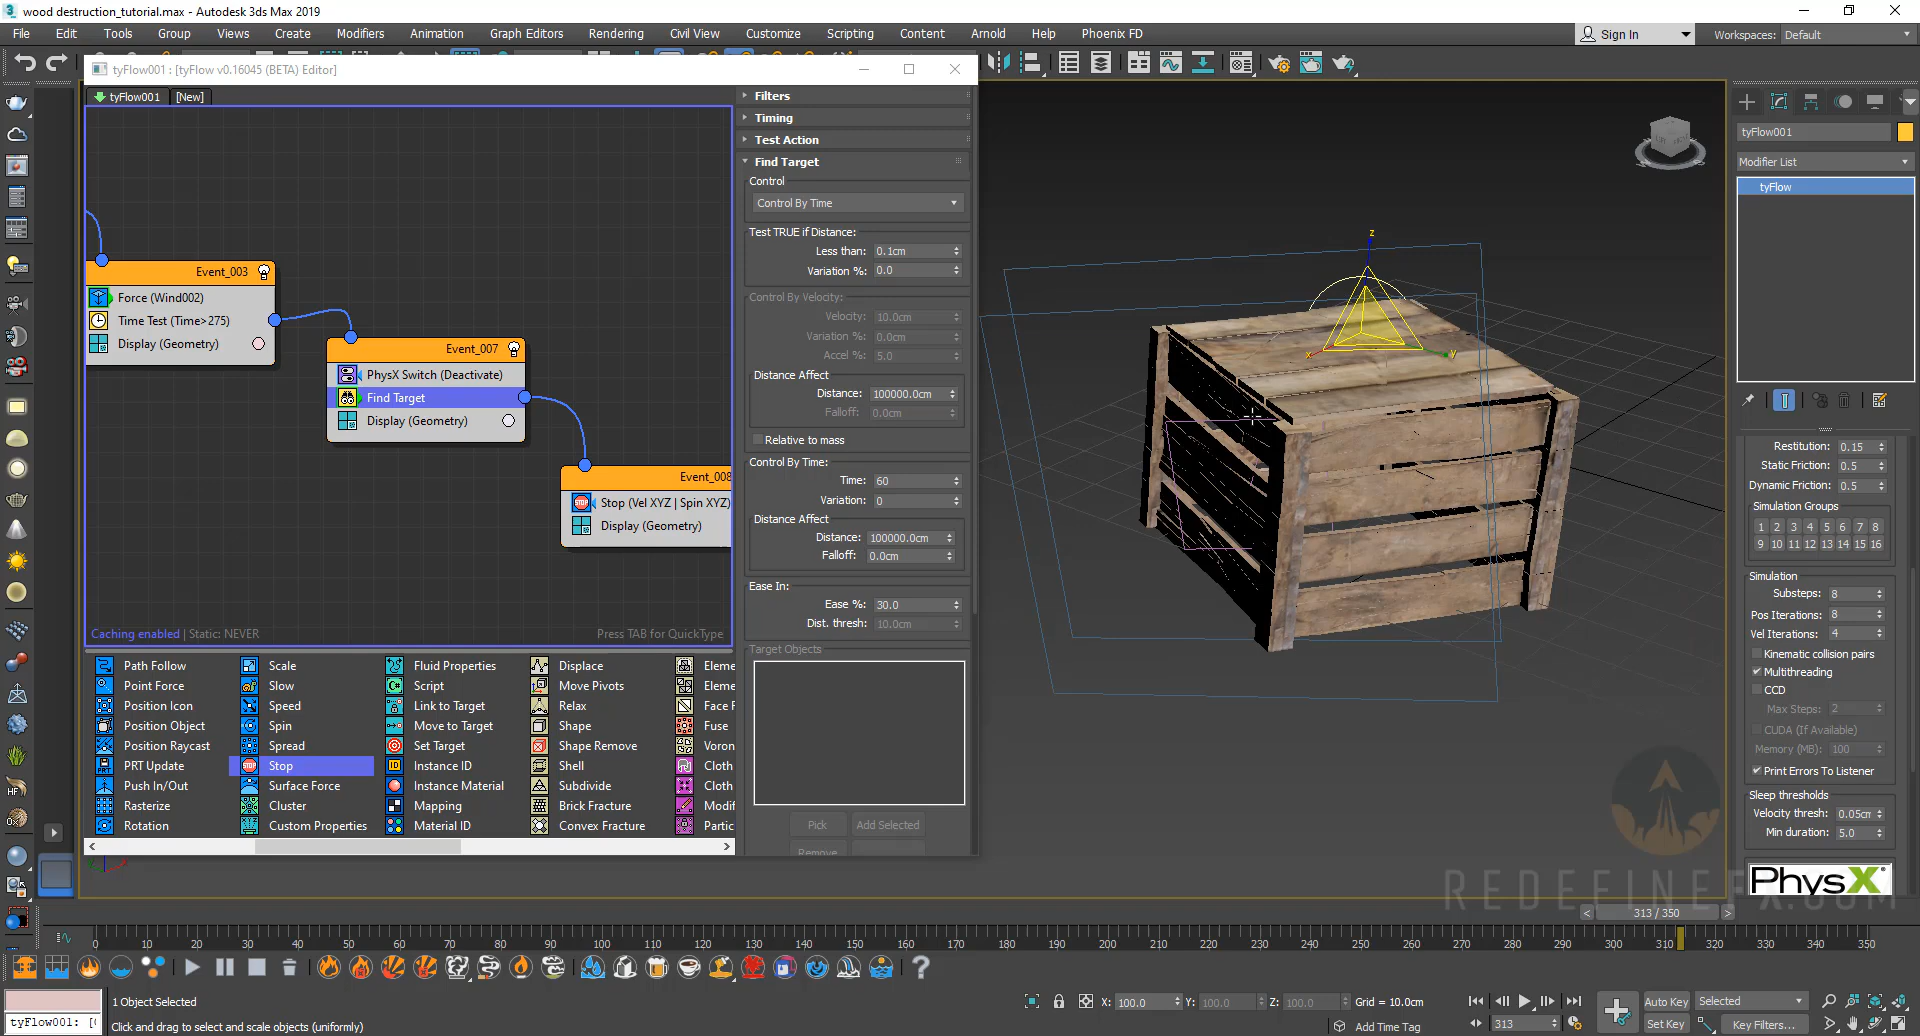 wood destruction_tutorial.max - Autodesk 3ds Max 2019
File Edit Tools Group Views Create Modifiers Animation Graph Editors Rendering Civil View Customize Scripting Content Arnold Help Phoenix FD
Sign In
Workspaces: Default
tyFlow001 : [tyFlow v0.16045 (BETA) Editor]
tyFlow001 [New]
Event_003
Force (Wind002)
Time Test (Time>275)
Display (Geometry)
Event_007
PhysX Switch (Deactivate)
Find Target
Display (Geometry)
Event_008
Stop (Vel XYZ | Spin XYZ)
Display (Geometry)
Caching enabled | Static: NEVER
Press TAB for QuickType
Filters
Timing
Test Action
Find Target
Control
Control By Time
Test TRUE if Distance:
Less than: 0.1cm
Variation %: 0.0
Control By Velocity:
Velocity: 10.0cm
Variation %: 0.0cm
Accel %: 5.0
Distance Affect
Distance: 100000.0cm
Falloff: 0.0cm
Relative to mass
Control By Time:
Time: 60
Variation: 0
Distance Affect
Distance: 100000.0cm
Falloff: 0.0cm
Ease In:
Ease %: 30.0
Dist. thresh: 10.0cm
Target Objects
Pick Add Selected
Remove
Path Follow Scale Fluid Properties Displace Eleme
Point Force Slow Script Move Pivots Eleme
Position Icon Speed Link to Target Relax Face F
Position Object Spin Move to Target Shape Fuse
Position Raycast Spread Set Target Shape Remove Voron
PRT Update Stop Instance ID Shell Cloth
Push In/Out Surface Force Instance Material Subdivide Cloth
Rasterize Cluster Mapping Brick Fracture Modif
Rotation Custom Properties Material ID Convex Fracture Partic
z
x
y
tyFlow001
Modifier List
tyFlow
Restitution: 0.15
Static Friction: 0.5
Dynamic Friction: 0.5
Simulation Groups
1 2 3 4 5 6 7 8
9 10 11 12 13 14 15 16
Simulation
Substeps: 8
Pos Iterations: 8
Vel Iterations: 4
Kinematic collision pairs
Multithreading
CCD
Max Steps: 2
CUDA (If Available)
Memory (MB): 100
Print Errors To Listener
Sleep thresholds
Velocity thresh: 0.05cm
Min duration: 5.0
PhysX
REDEFINEFX.COM
313 / 350
0 10 20 30 40 50 60 70 80 90 100 110 120 130 140 150 160 170 180 190 200 210 220 230 240 250 260 270 280 290 300 310 320 330 340 350
1 Object Selected
X: 100.0 Y: 100.0 Z: 100.0 Grid = 10.0cm
Auto Key Selected
tyFlow001: [
Click and drag to select and scale objects (uniformly)
Add Time Tag
313
Set Key Key Filters...